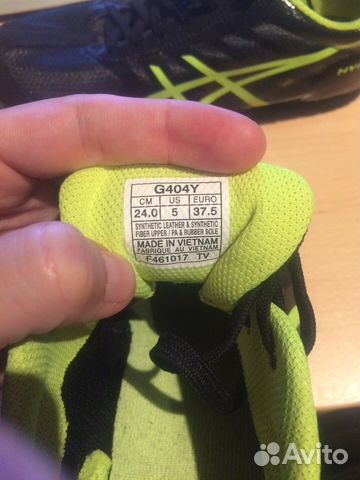 G404Y
CM US EURO
24.0 5 37.5
SYNTHETIC LEATHER & SYNTHETIC
FIBER UPPER / PA & RUBBER SOLE
MADE IN VIETNAM
FABRIQUE AU VIETNAM
F461017 TV
Avito